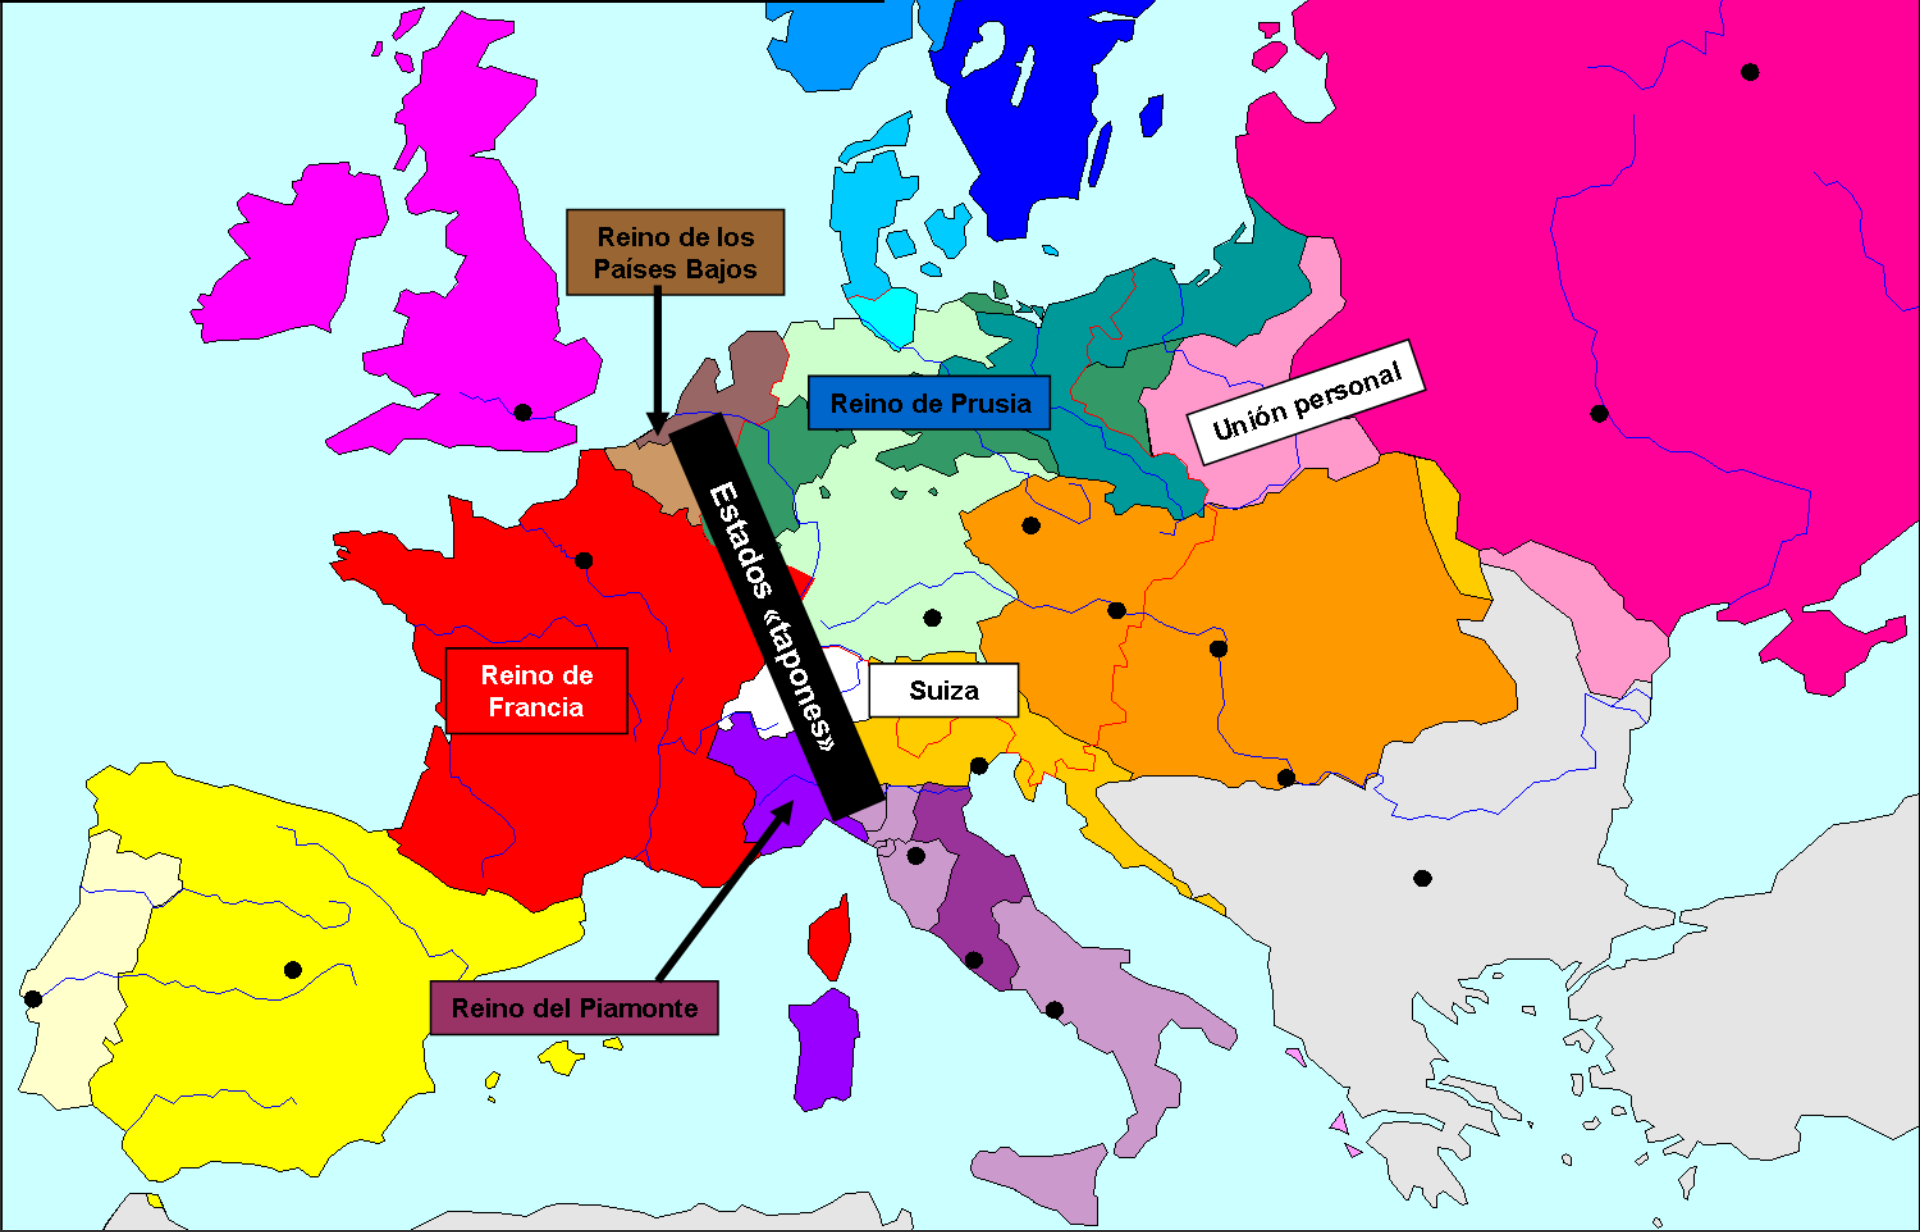 Reino de los
Países Bajos
Reino de Prusia
Unión personal
Estados «tapones»
Reino de
Francia
Suiza
Reino del Piamonte